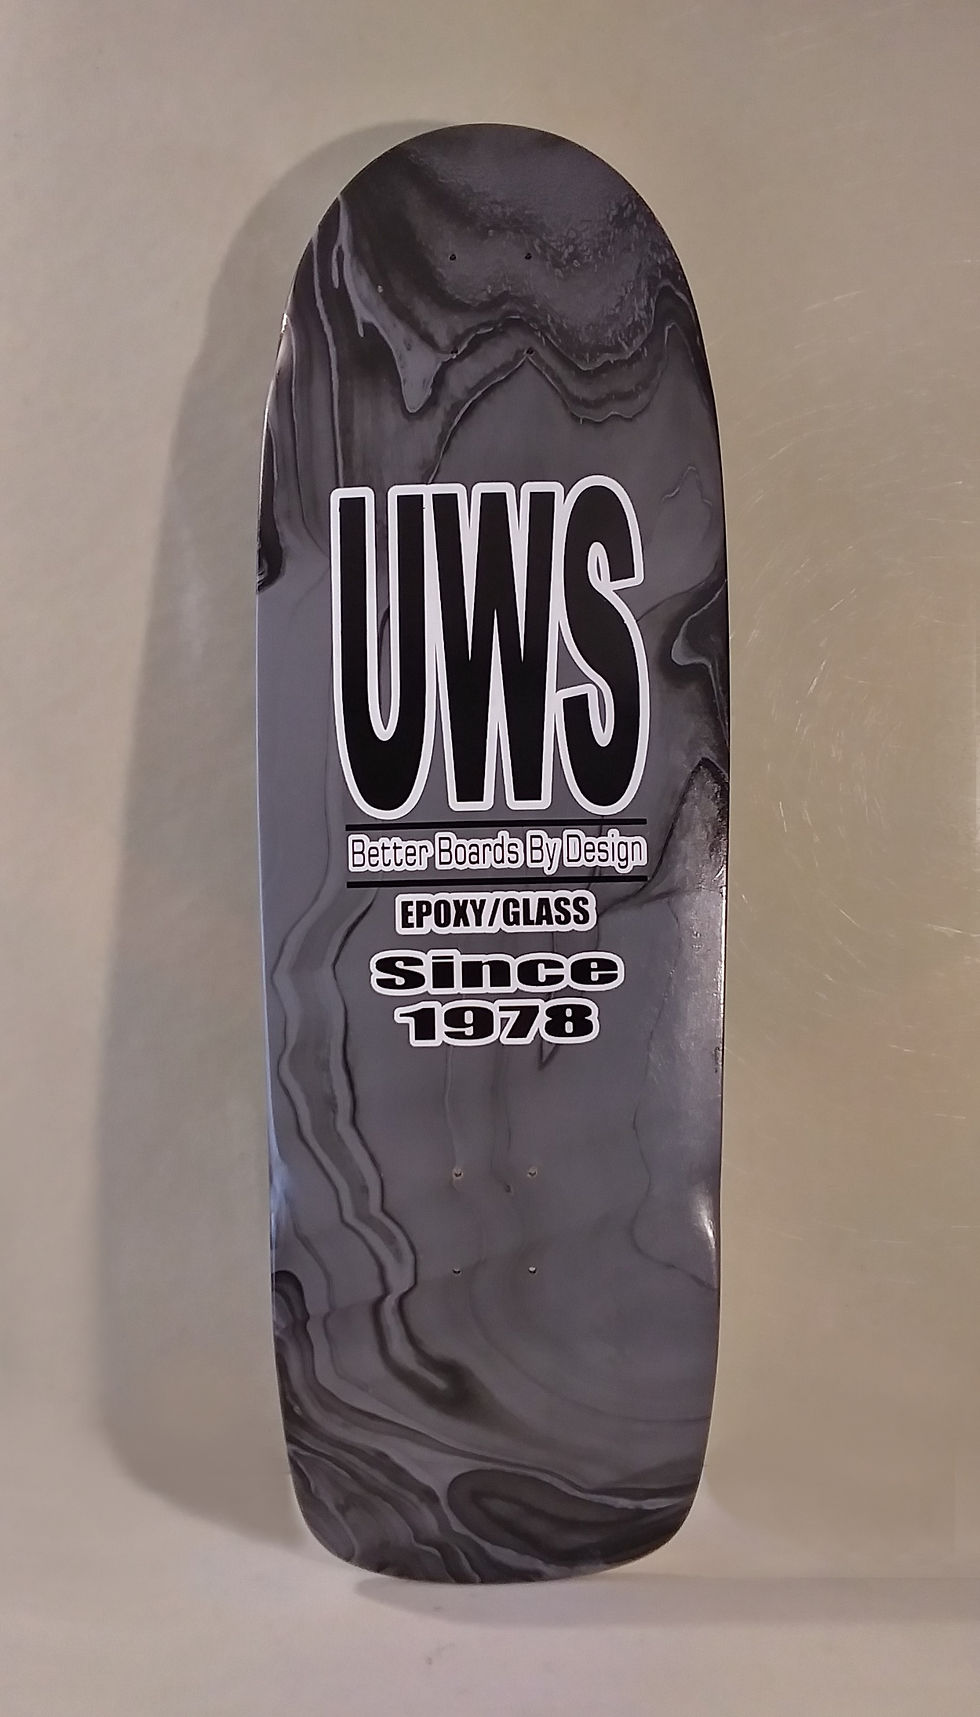 UWS
Better Boards By Design
EPOXY/GLASS
Since
1978